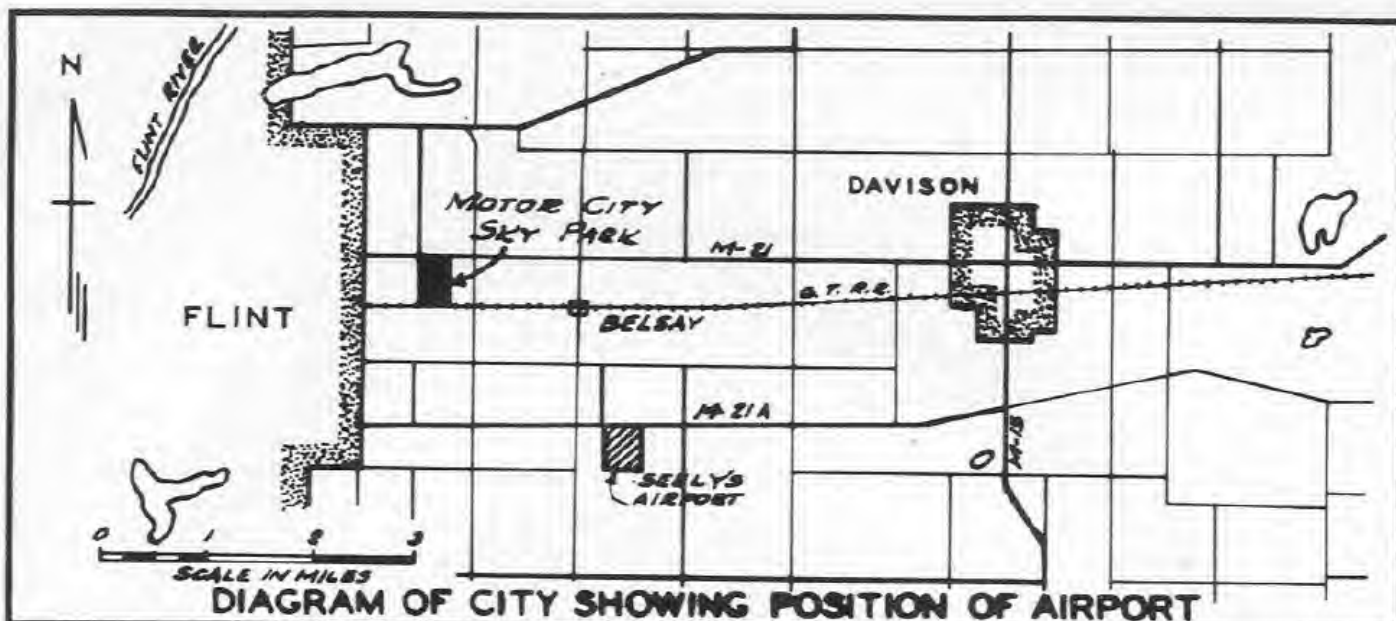 N
FLINT RIVER
DAVISON
MOTOR CITY
SKY PARK
M-21
G.T.R.R.
FLINT
BELSAY
M-21A
M-15
SEELY'S
AIRPORT
0 1 2 3
SCALE IN MILES
DIAGRAM OF CITY SHOWING POSITION OF AIRPORT